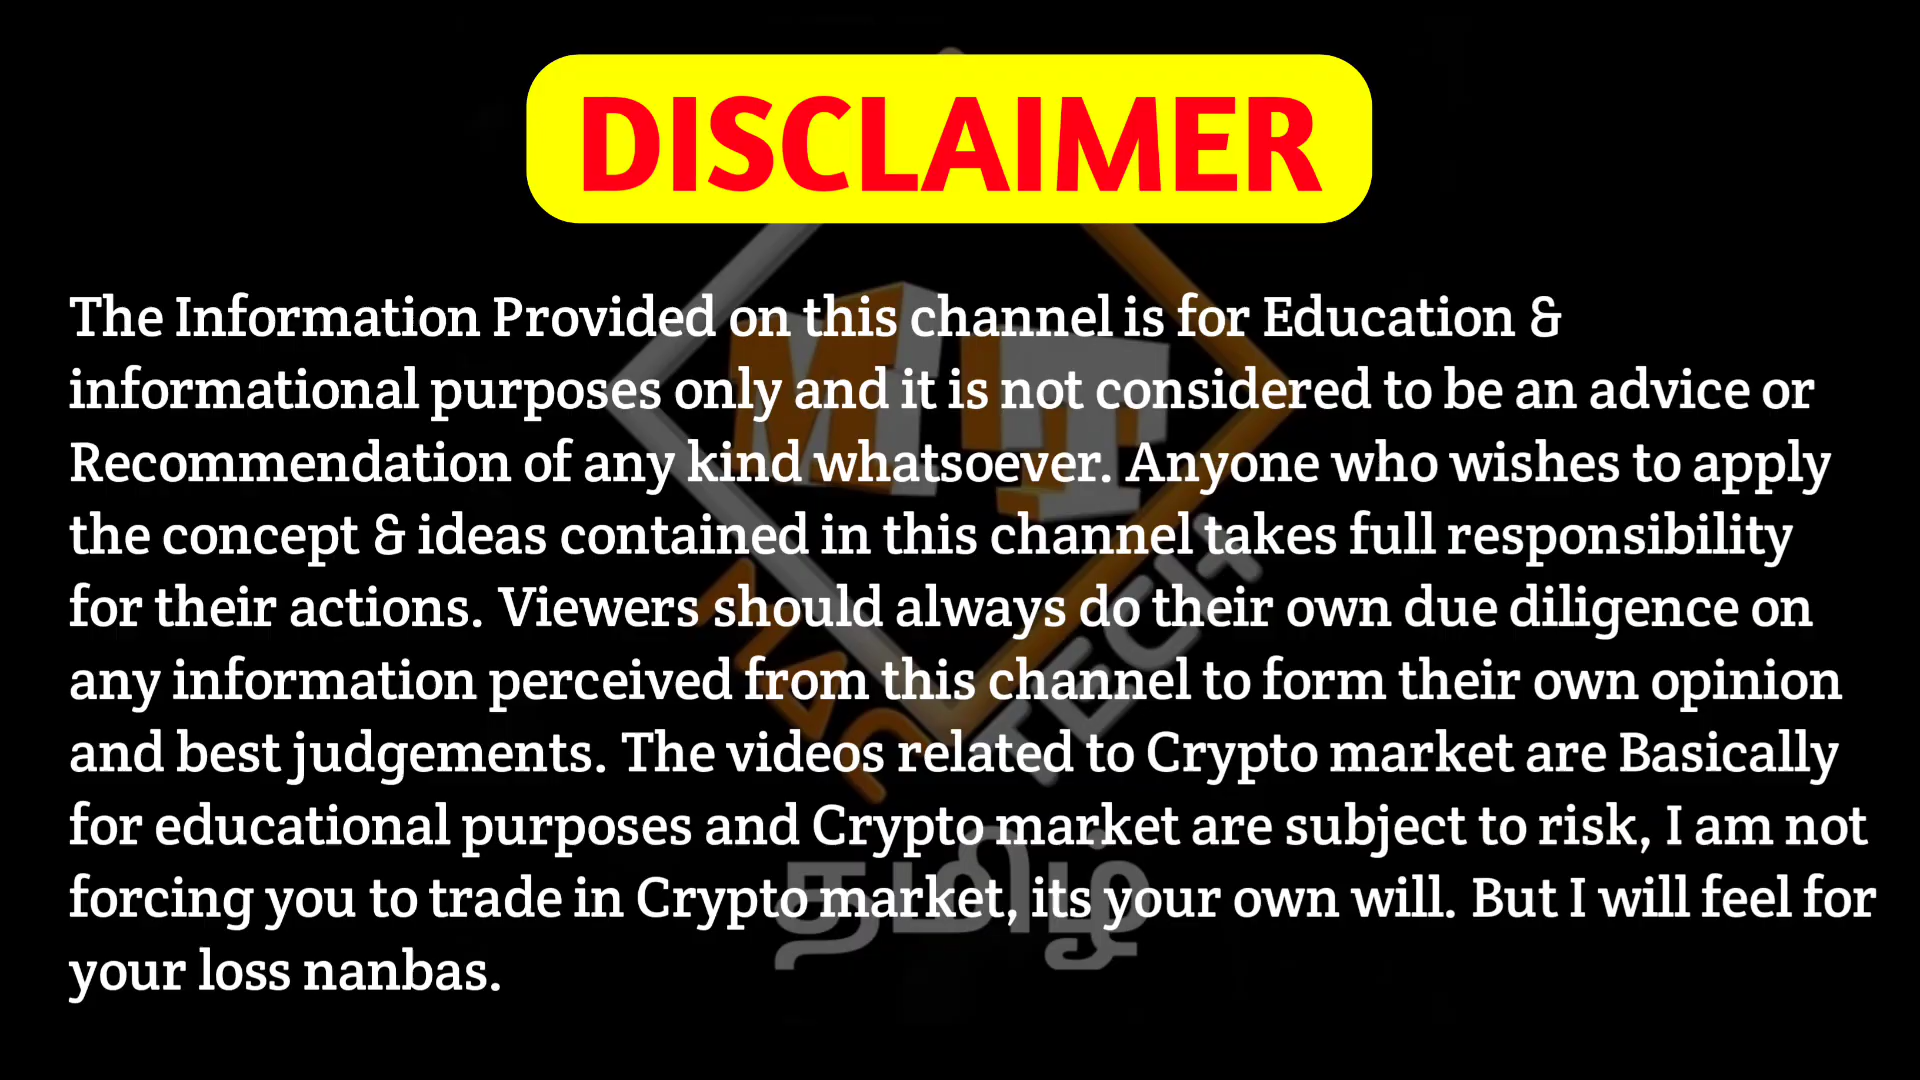 DISCLAIMER
The Information Provided on this channel is for Education &
informational purposes only and it is not considered to be an advice or
Recommendation of any kind whatsoever. Anyone who wishes to apply
the concept & ideas contained in this channel takes full responsibility
for their actions. Viewers should always do their own due diligence on
any information perceived from this channel to form their own opinion
and best judgements. The videos related to Crypto market are Basically
for educational purposes and Crypto market are subject to risk, I am not
forcing you to trade in Crypto market, its your own will. But I will feel for
your loss nanbas.
MT
TECH
தமிழ்